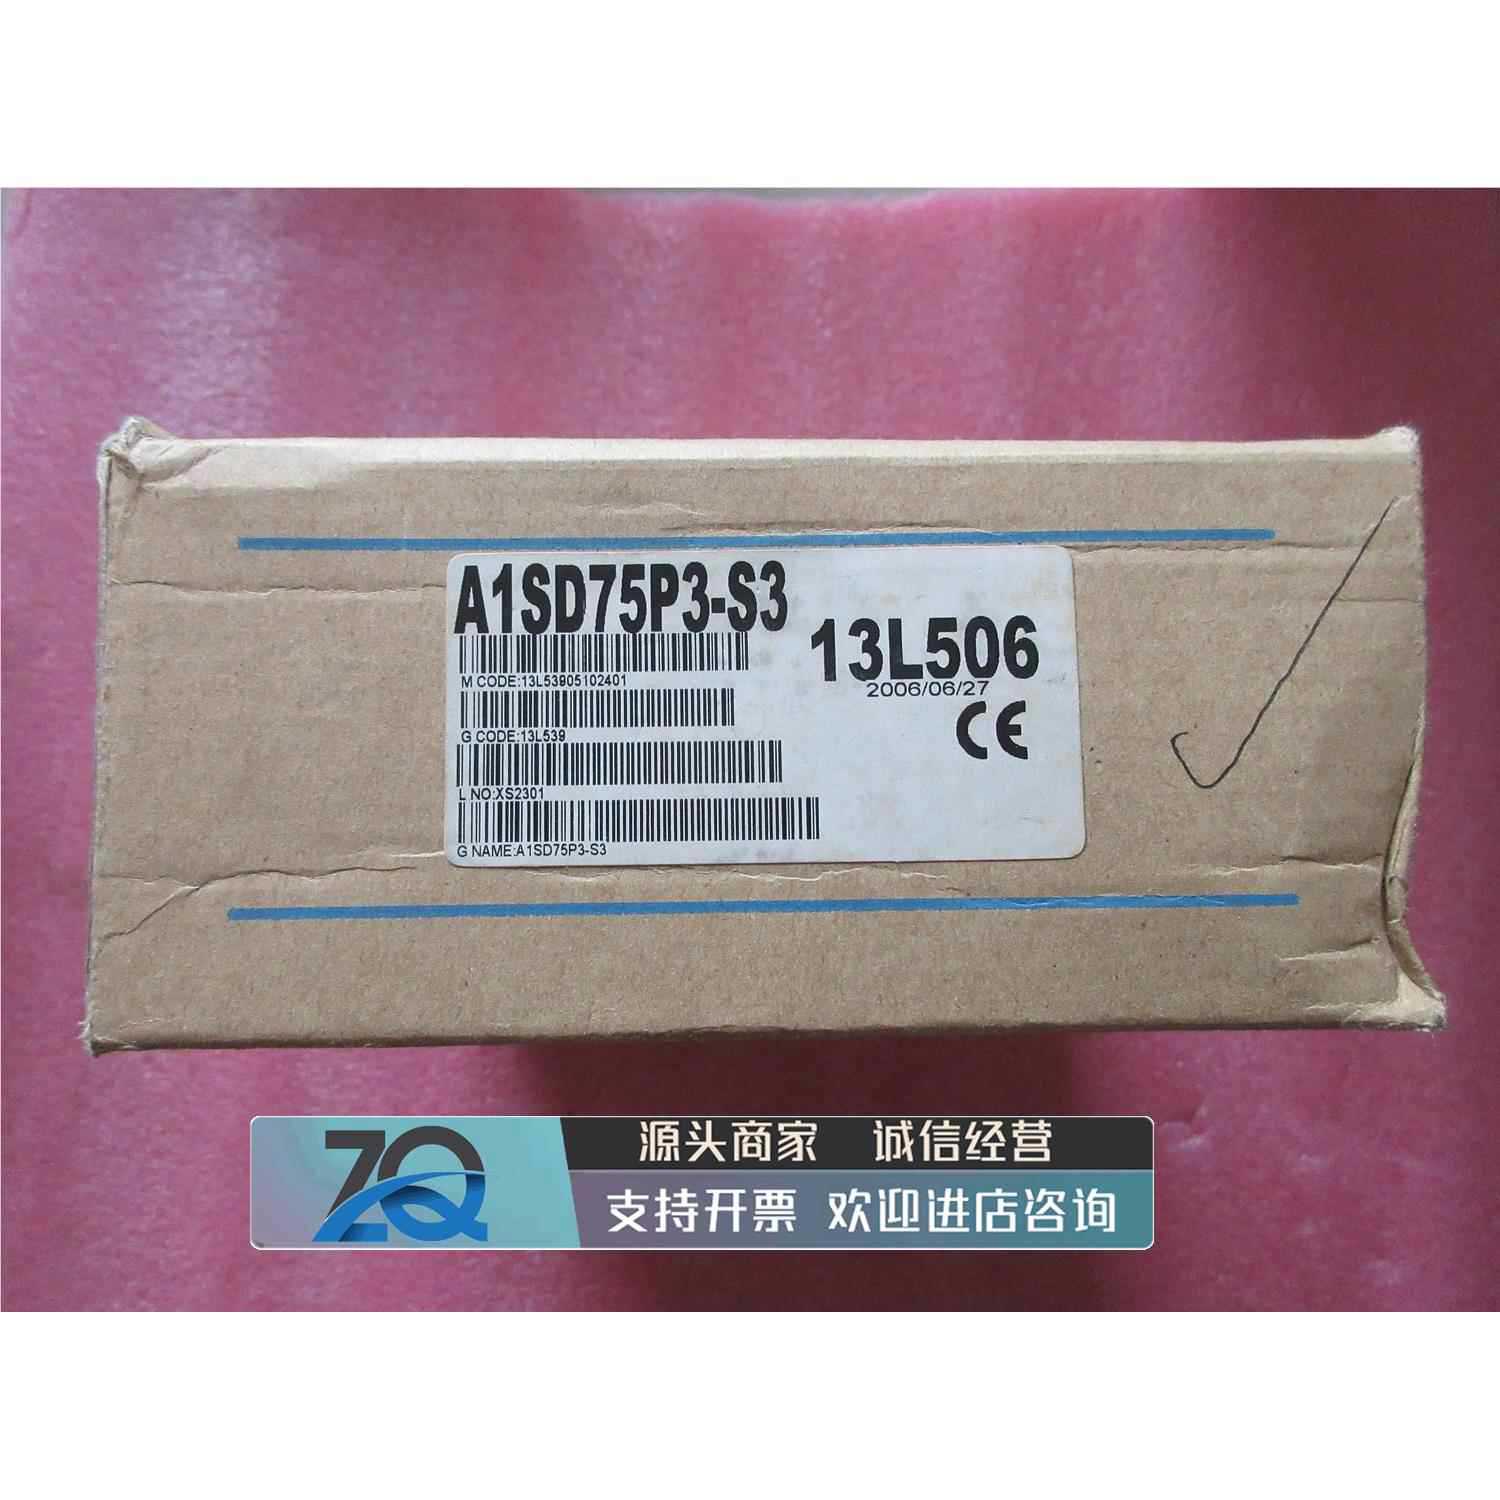 A1SD75P3-S3
13L506
2006/06/27
M CODE:13L53905102401
G CODE:13L539
CE
L NO:XS2301
G NAME:A1SD75P3-S3
ZQ
源头商家 诚信经营
支持开票 欢迎进店咨询